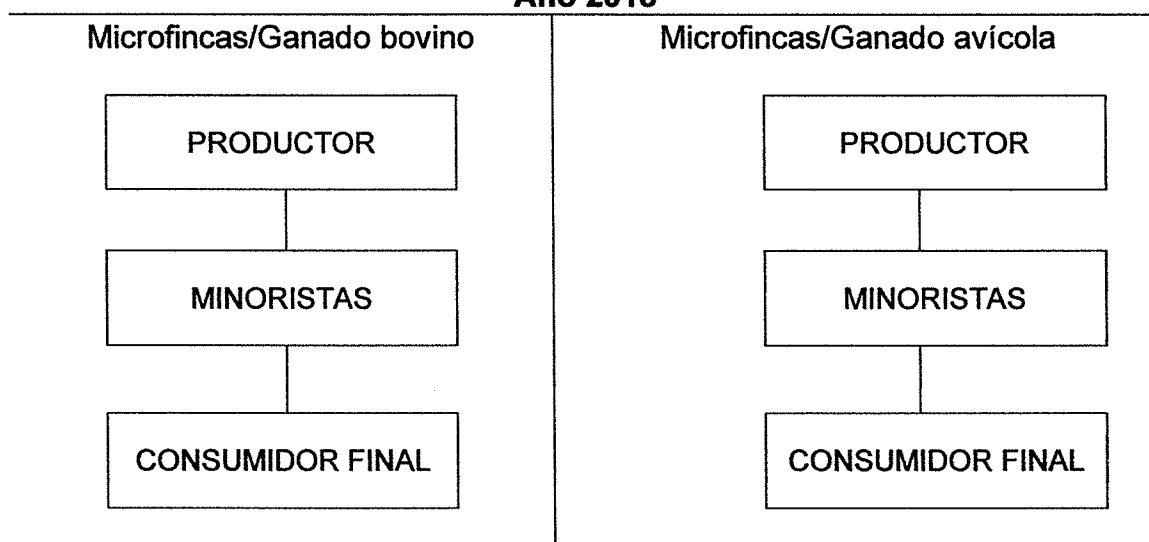 Microfincas/Ganado bovino
Microfincas/Ganado avícola
PRODUCTOR
PRODUCTOR
MINORISTAS
MINORISTAS
CONSUMIDOR FINAL
CONSUMIDOR FINAL